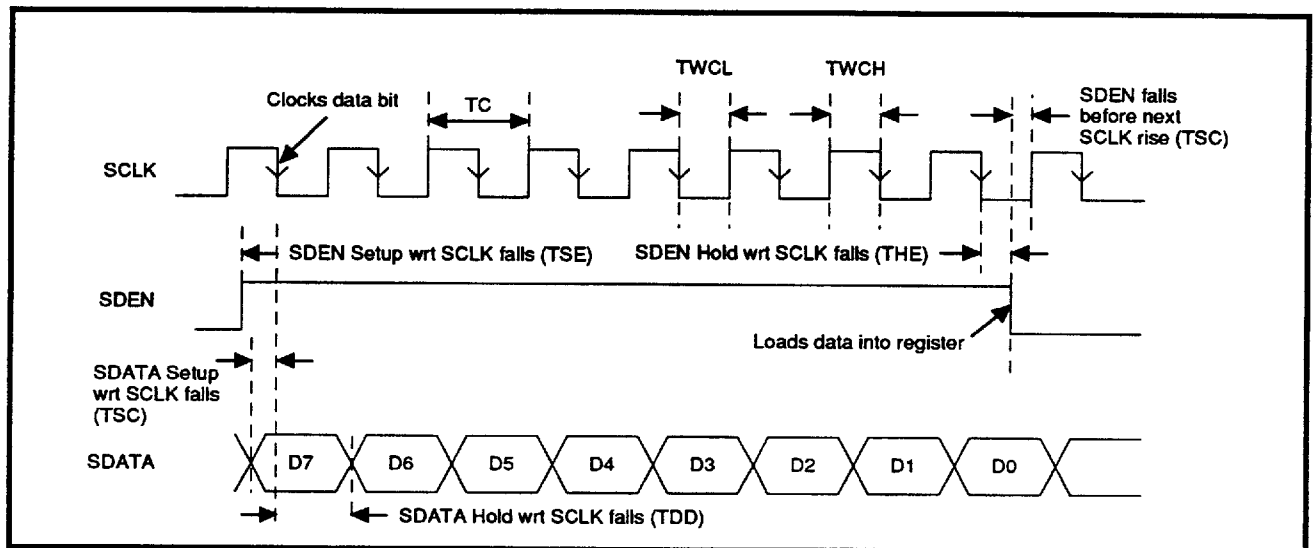 TWCL
TWCH
Clocks data bit
TC
SDEN falls
before next
SCLK rise (TSC)
SCLK
SDEN Setup wrt SCLK falls (TSE)
SDEN Hold wrt SCLK falls (THE)
SDEN
Loads data into register
SDATA Setup
wrt SCLK falls
(TSC)
SDATA
D7
D6
D5
D4
D3
D2
D1
D0
SDATA Hold wrt SCLK falls (TDD)